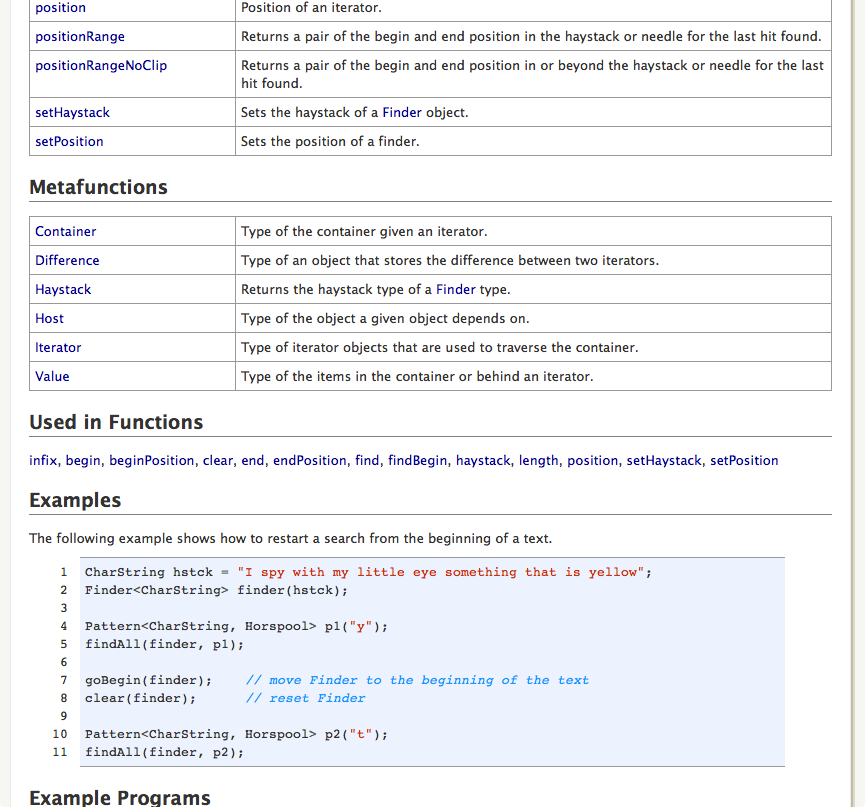 position Position of an iterator.
positionRange Returns a pair of the begin and end position in the haystack or needle for the last hit found.
positionRangeNoClip Returns a pair of the begin and end position in or beyond the haystack or needle for the last
hit found.
setHaystack Sets the haystack of a Finder object.
setPosition Sets the position of a finder.
Metafunctions
Container Type of the container given an iterator.
Difference Type of an object that stores the difference between two iterators.
Haystack Returns the haystack type of a Finder type.
Host Type of the object a given object depends on.
Iterator Type of iterator objects that are used to traverse the container.
Value Type of the items in the container or behind an iterator.
Used in Functions
infix, begin, beginPosition, clear, end, endPosition, find, findBegin, haystack, length, position, setHaystack, setPosition
Examples
The following example shows how to restart a search from the beginning of a text.
1 CharString hstck = "I spy with my little eye something that is yellow";
2 Finder<CharString> finder(hstck);
3
4 Pattern<CharString, Horspool> p1("y");
5 findAll(finder, p1);
6
7 goBegin(finder); // move Finder to the beginning of the text
8 clear(finder); // reset Finder
9
10 Pattern<CharString, Horspool> p2("t");
11 findAll(finder, p2);
Example Programs